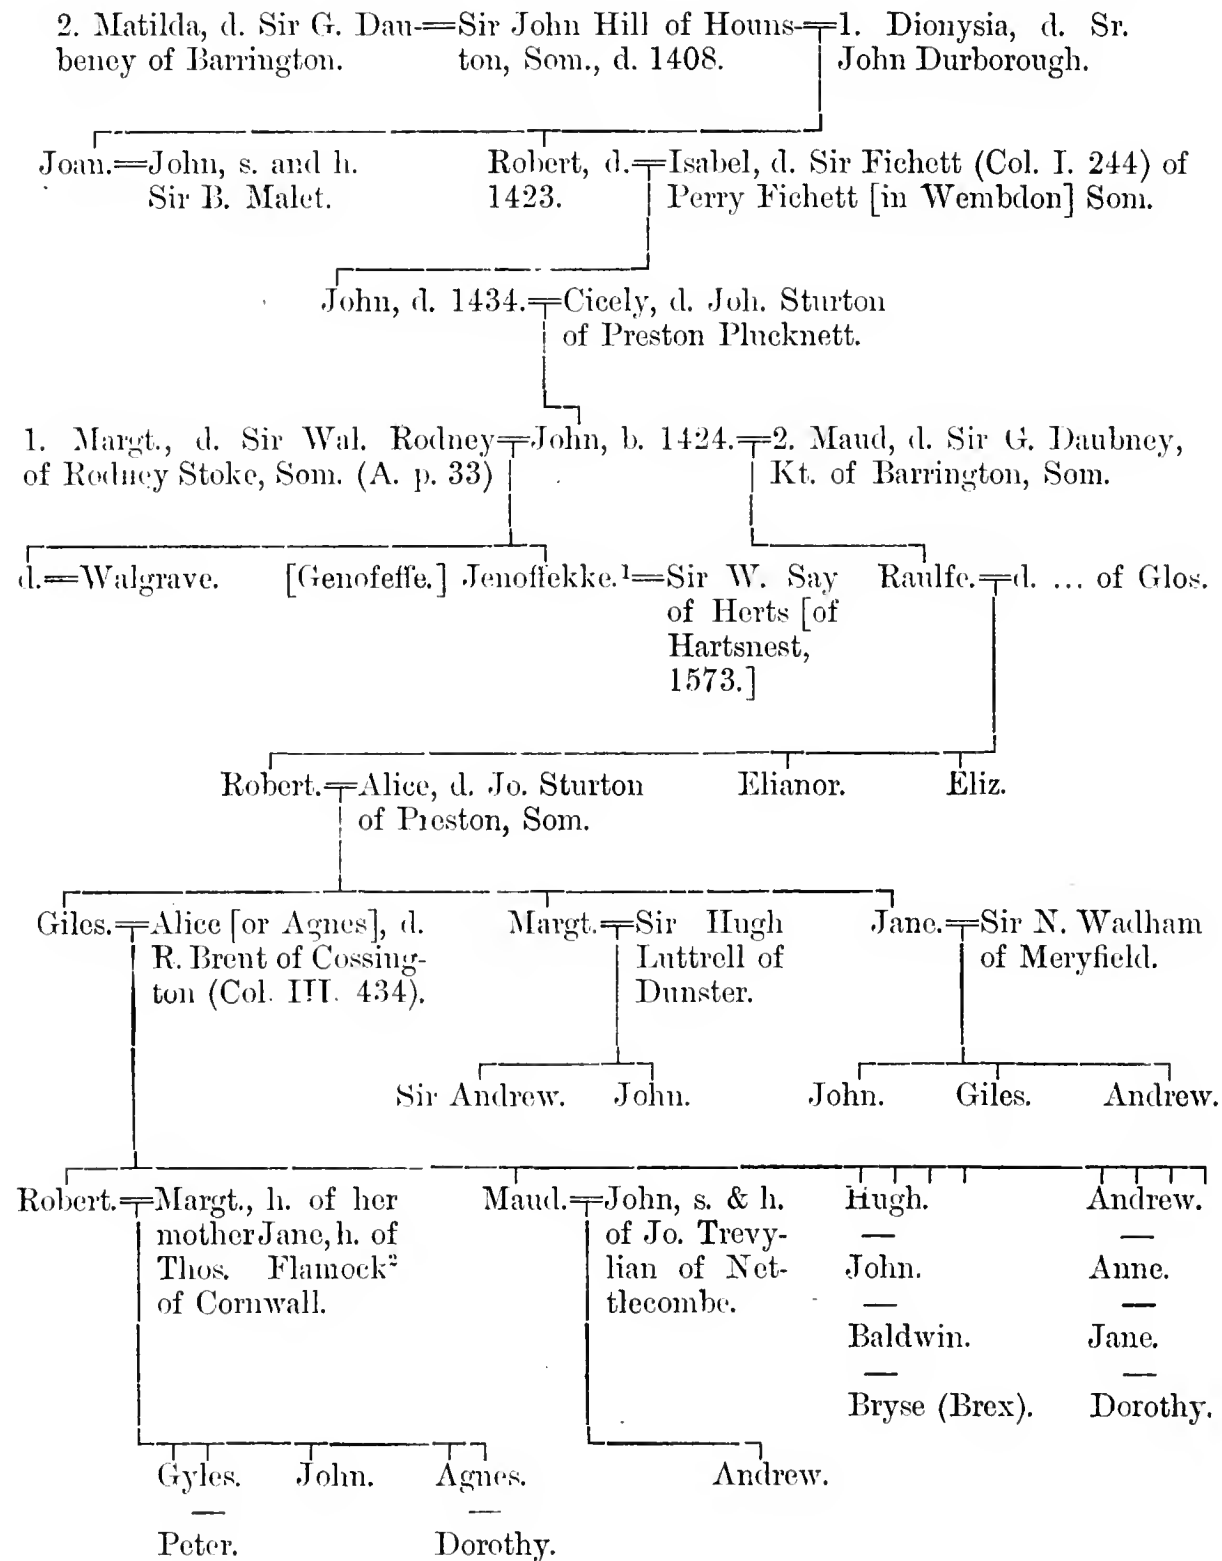 2. Matilda, d. Sir G. Dau-=Sir John Hill of Houns-=1. Dionysia, d. Sr.
bency of Barrington. ton, Som., d. 1408. John Durborough.
Joan.=John, s. and h. Robert, d.=Isabel, d. Sir Fichett (Col. I. 244) of
Sir B. Malet. 1423. Perry Fichett [in Wembdon] Som.
John, d. 1434.=Cicely, d. Joh. Sturton
of Preston Plucknett.
1. Margt., d. Sir Wal. Rodney=John, b. 1424.=2. Maud, d. Sir G. Daubney,
of Rodney Stoke, Som. (A. p. 33) Kt. of Barrington, Som.
d.=Walgrave. [Genofeffe.] Jenoffekke.¹=Sir W. Say Raulfe.=d. ... of Glos.
of Herts [of
Hartsnest,
1573.]
Robert.=Alice, d. Jo. Sturton Elianor. Eliz.
of Preston, Som.
Giles.=Alice [or Agnes], d. Margt.=Sir Hugh Jane.=Sir N. Wadham
R. Brent of Cossing- Luttrell of of Meryfield.
ton (Col. III. 434). Dunster.
Sir Andrew. John. John. Giles. Andrew.
Robert.=Margt., h. of her Maud.=John, s. & h. Hugh. Andrew.
mother Jane, h. of of Jo. Trevy-
Thos. Flamock² lian of Net- John. Anne.
of Cornwall. tlecombe.
Baldwin. Jane.
Bryse (Brex). Dorothy.
Gyles. John. Agnes. Andrew.
Peter. Dorothy.